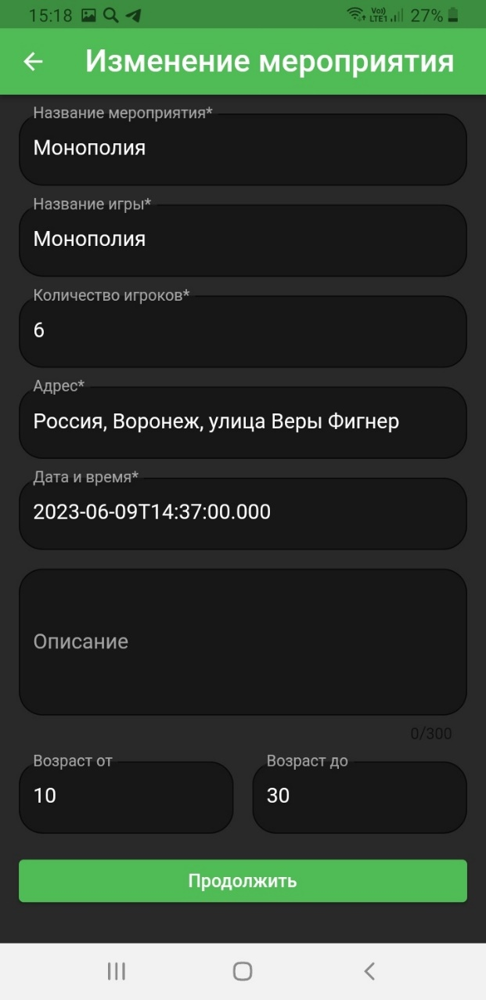 15:18 27%
Изменение мероприятия
Название мероприятия*
Монополия
Название игры*
Монополия
Количество игроков*
6
Адрес*
Россия, Воронеж, улица Веры Фигнер
Дата и время*
2023-06-09T14:37:00.000
Описание
0/300
Возраст от Возраст до
10 30
Продолжить